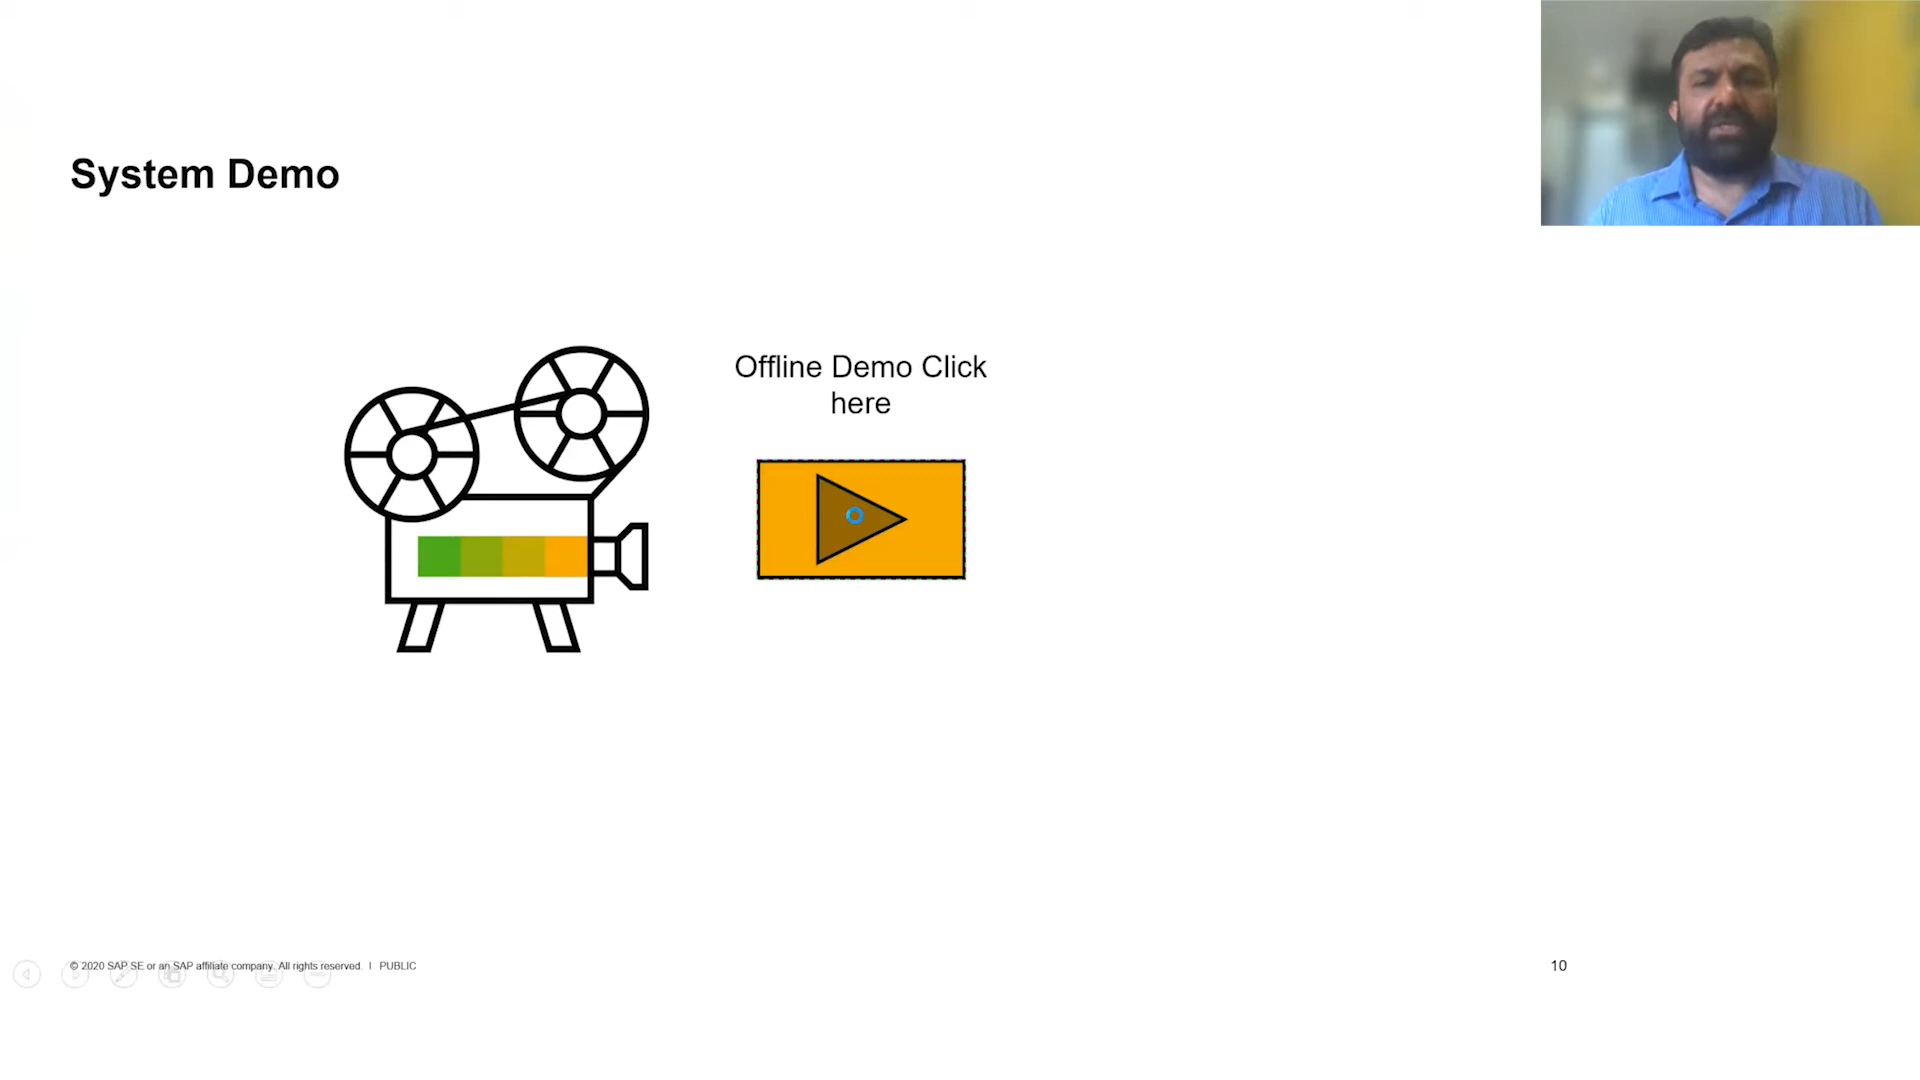 System Demo
Offline Demo Click
here
© 2020 SAP SE or an SAP affiliate company. All rights reserved. I PUBLIC
10